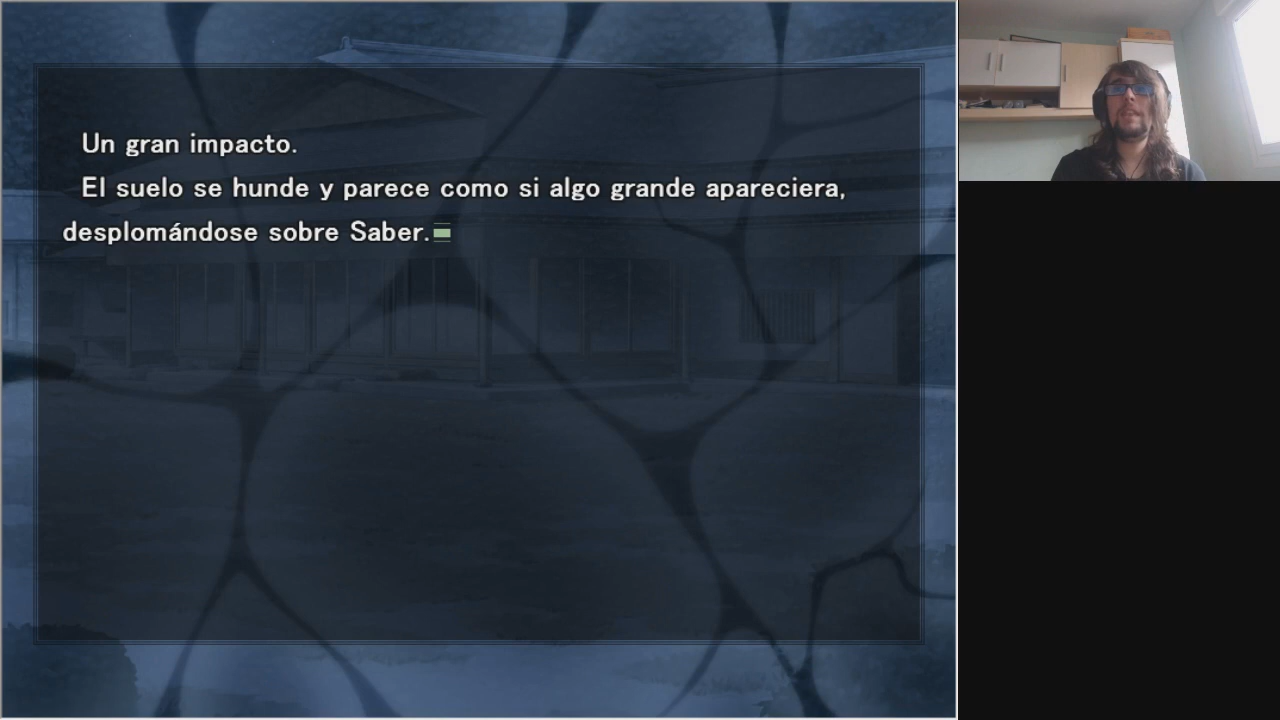 Un gran impacto.
El suelo se hunde y parece como si algo grande apareciera,
desplomándose sobre Saber.